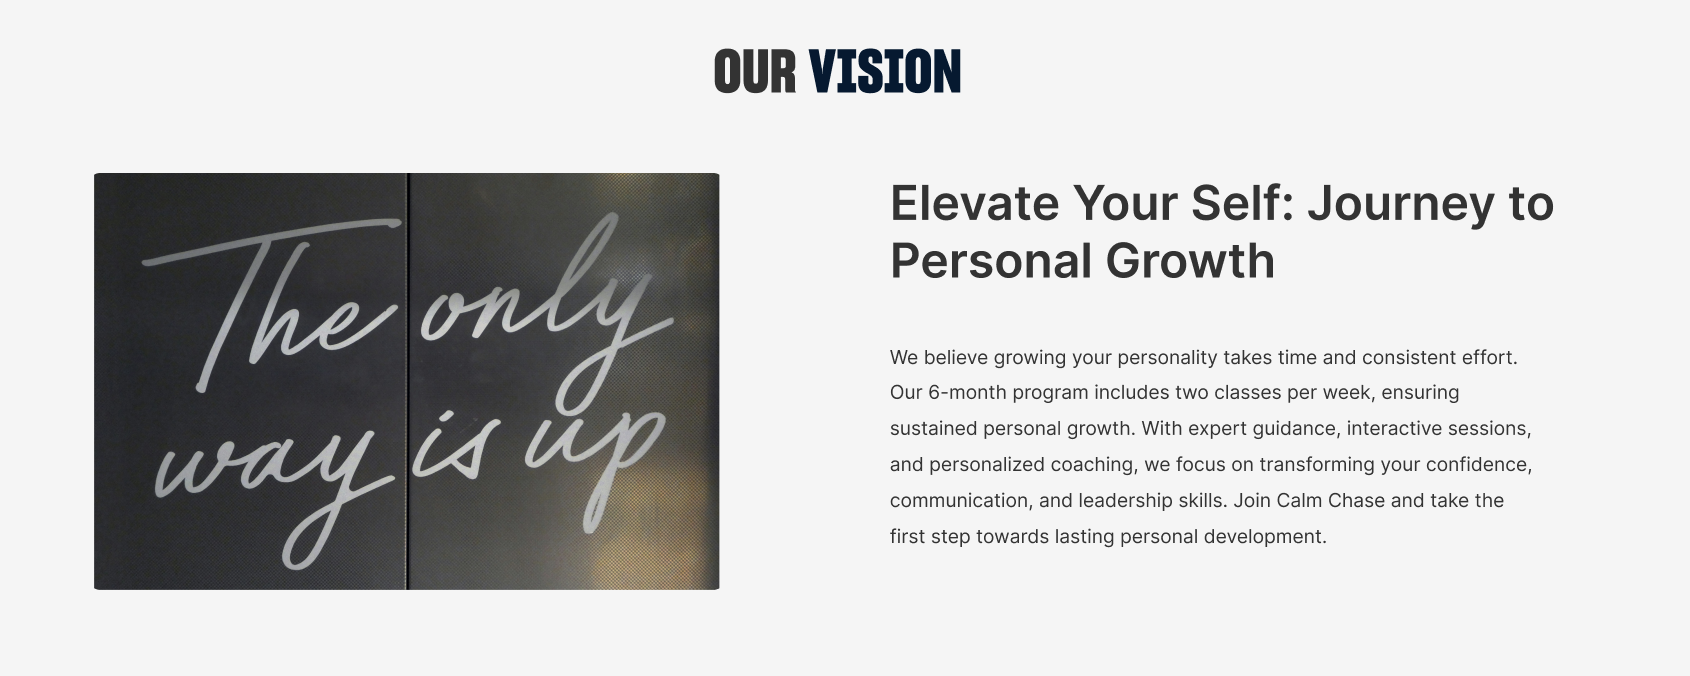 OUR VISION
The only
way is up
Elevate Your Self: Journey to
Personal Growth
We believe growing your personality takes time and consistent effort.
Our 6-month program includes two classes per week, ensuring
sustained personal growth. With expert guidance, interactive sessions,
and personalized coaching, we focus on transforming your confidence,
communication, and leadership skills. Join Calm Chase and take the
first step towards lasting personal development.